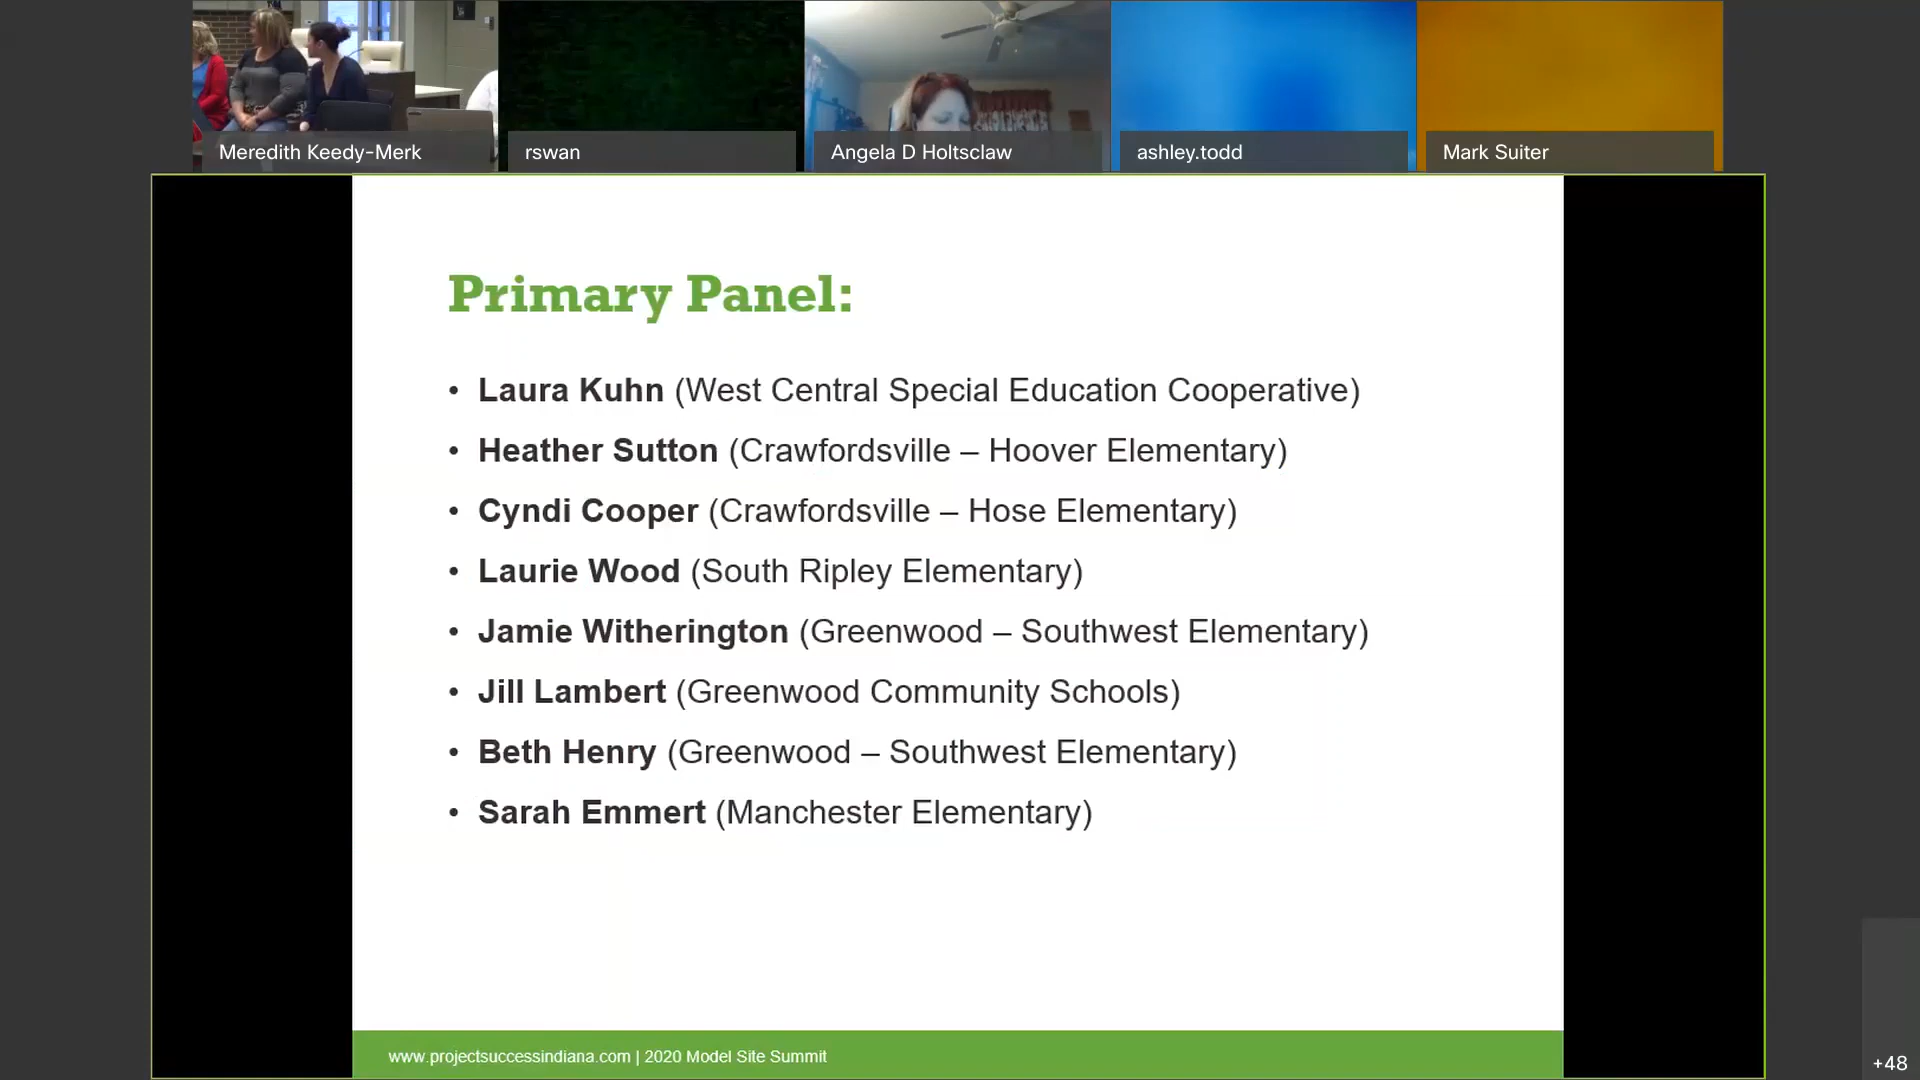 Meredith Keedy-Merk
rswan
Angela D Holtsclaw
ashley.todd
Mark Suiter
Primary Panel:
• Laura Kuhn (West Central Special Education Cooperative)
• Heather Sutton (Crawfordsville – Hoover Elementary)
• Cyndi Cooper (Crawfordsville – Hose Elementary)
• Laurie Wood (South Ripley Elementary)
• Jamie Witherington (Greenwood – Southwest Elementary)
• Jill Lambert (Greenwood Community Schools)
• Beth Henry (Greenwood – Southwest Elementary)
• Sarah Emmert (Manchester Elementary)
www.projectsuccessindiana.com | 2020 Model Site Summit
+48